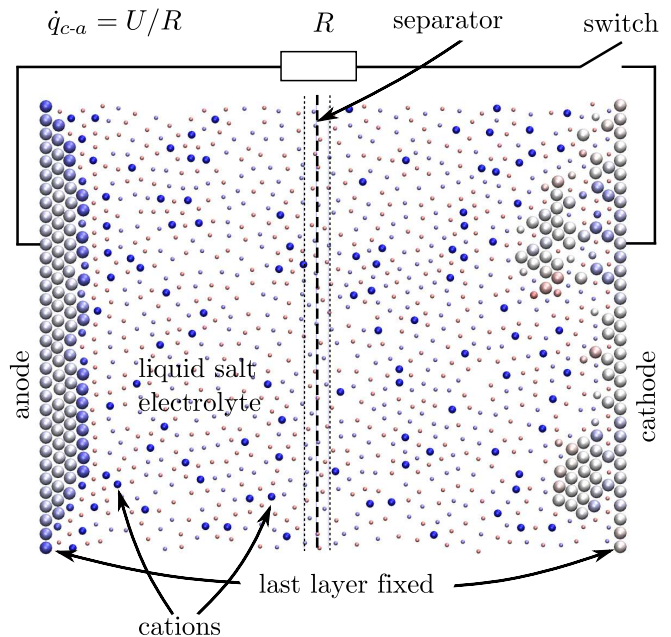 q̇c-a = U/R
R
separator
switch
anode
liquid salt
electrolyte
cathode
last layer fixed
cations